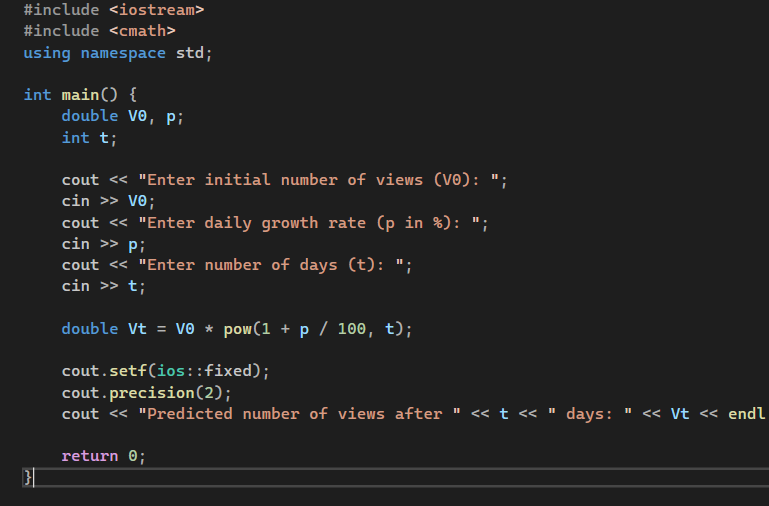 #include <iostream>
#include <cmath>
using namespace std;

int main() {
    double V0, p;
    int t;

    cout << "Enter initial number of views (V0): ";
    cin >> V0;
    cout << "Enter daily growth rate (p in %): ";
    cin >> p;
    cout << "Enter number of days (t): ";
    cin >> t;

    double Vt = V0 * pow(1 + p / 100, t);

    cout.setf(ios::fixed);
    cout.precision(2);
    cout << "Predicted number of views after " << t << " days: " << Vt << endl

    return 0;
}